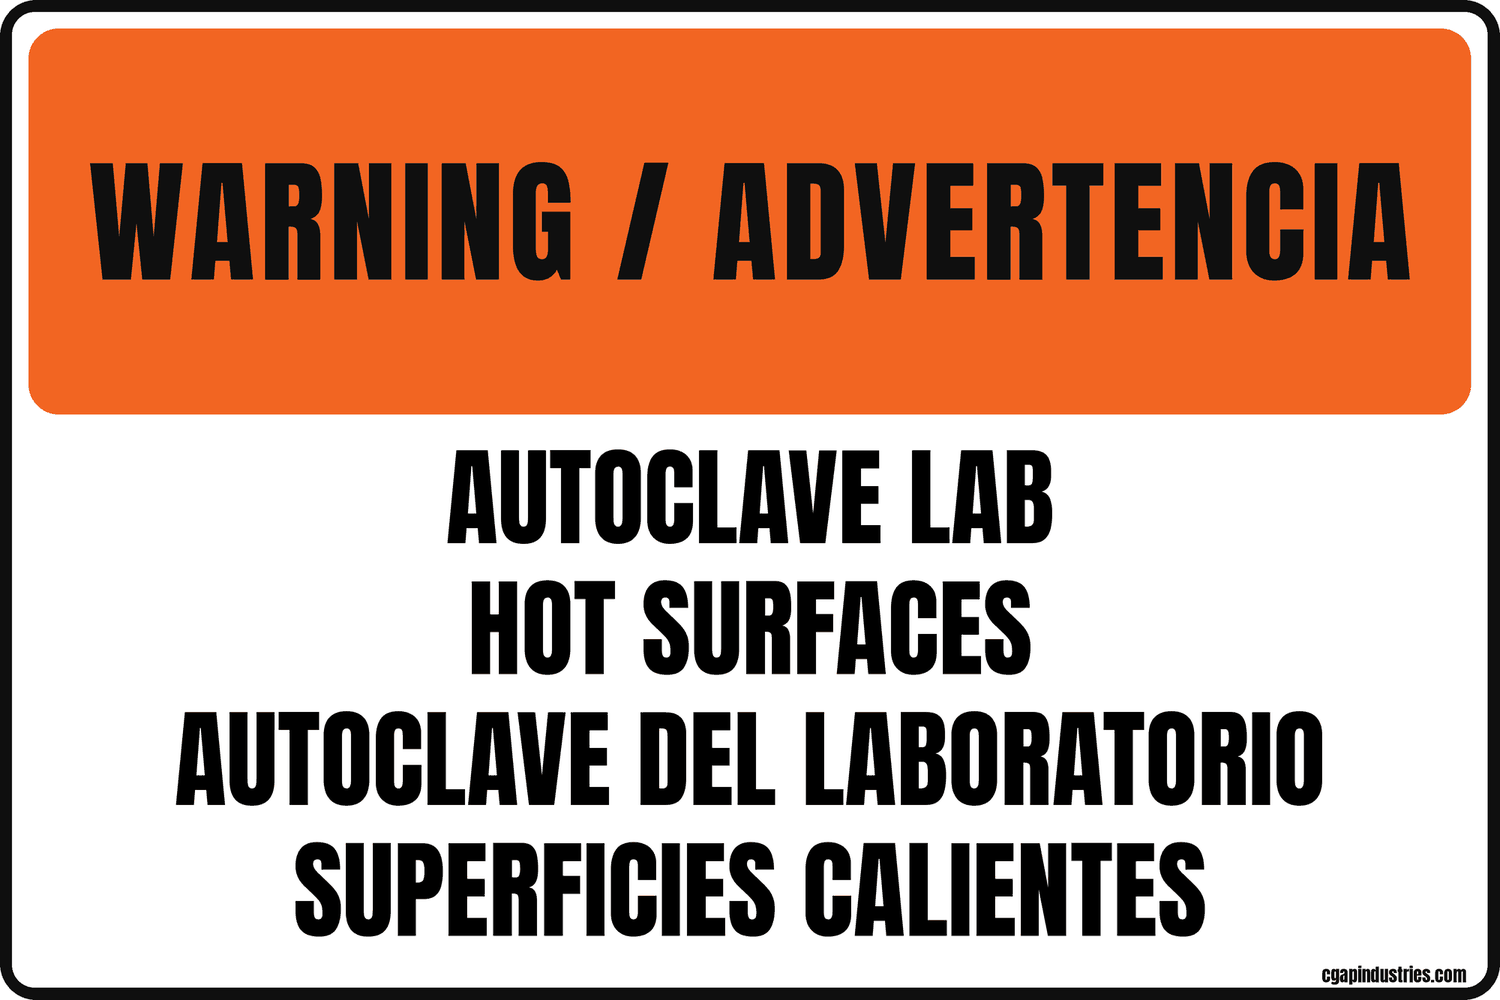 WARNING / ADVERTENCIA
AUTOCLAVE LAB
HOT SURFACES
AUTOCLAVE DEL LABORATORIO
SUPERFICIES CALIENTES
cgapindustries.com